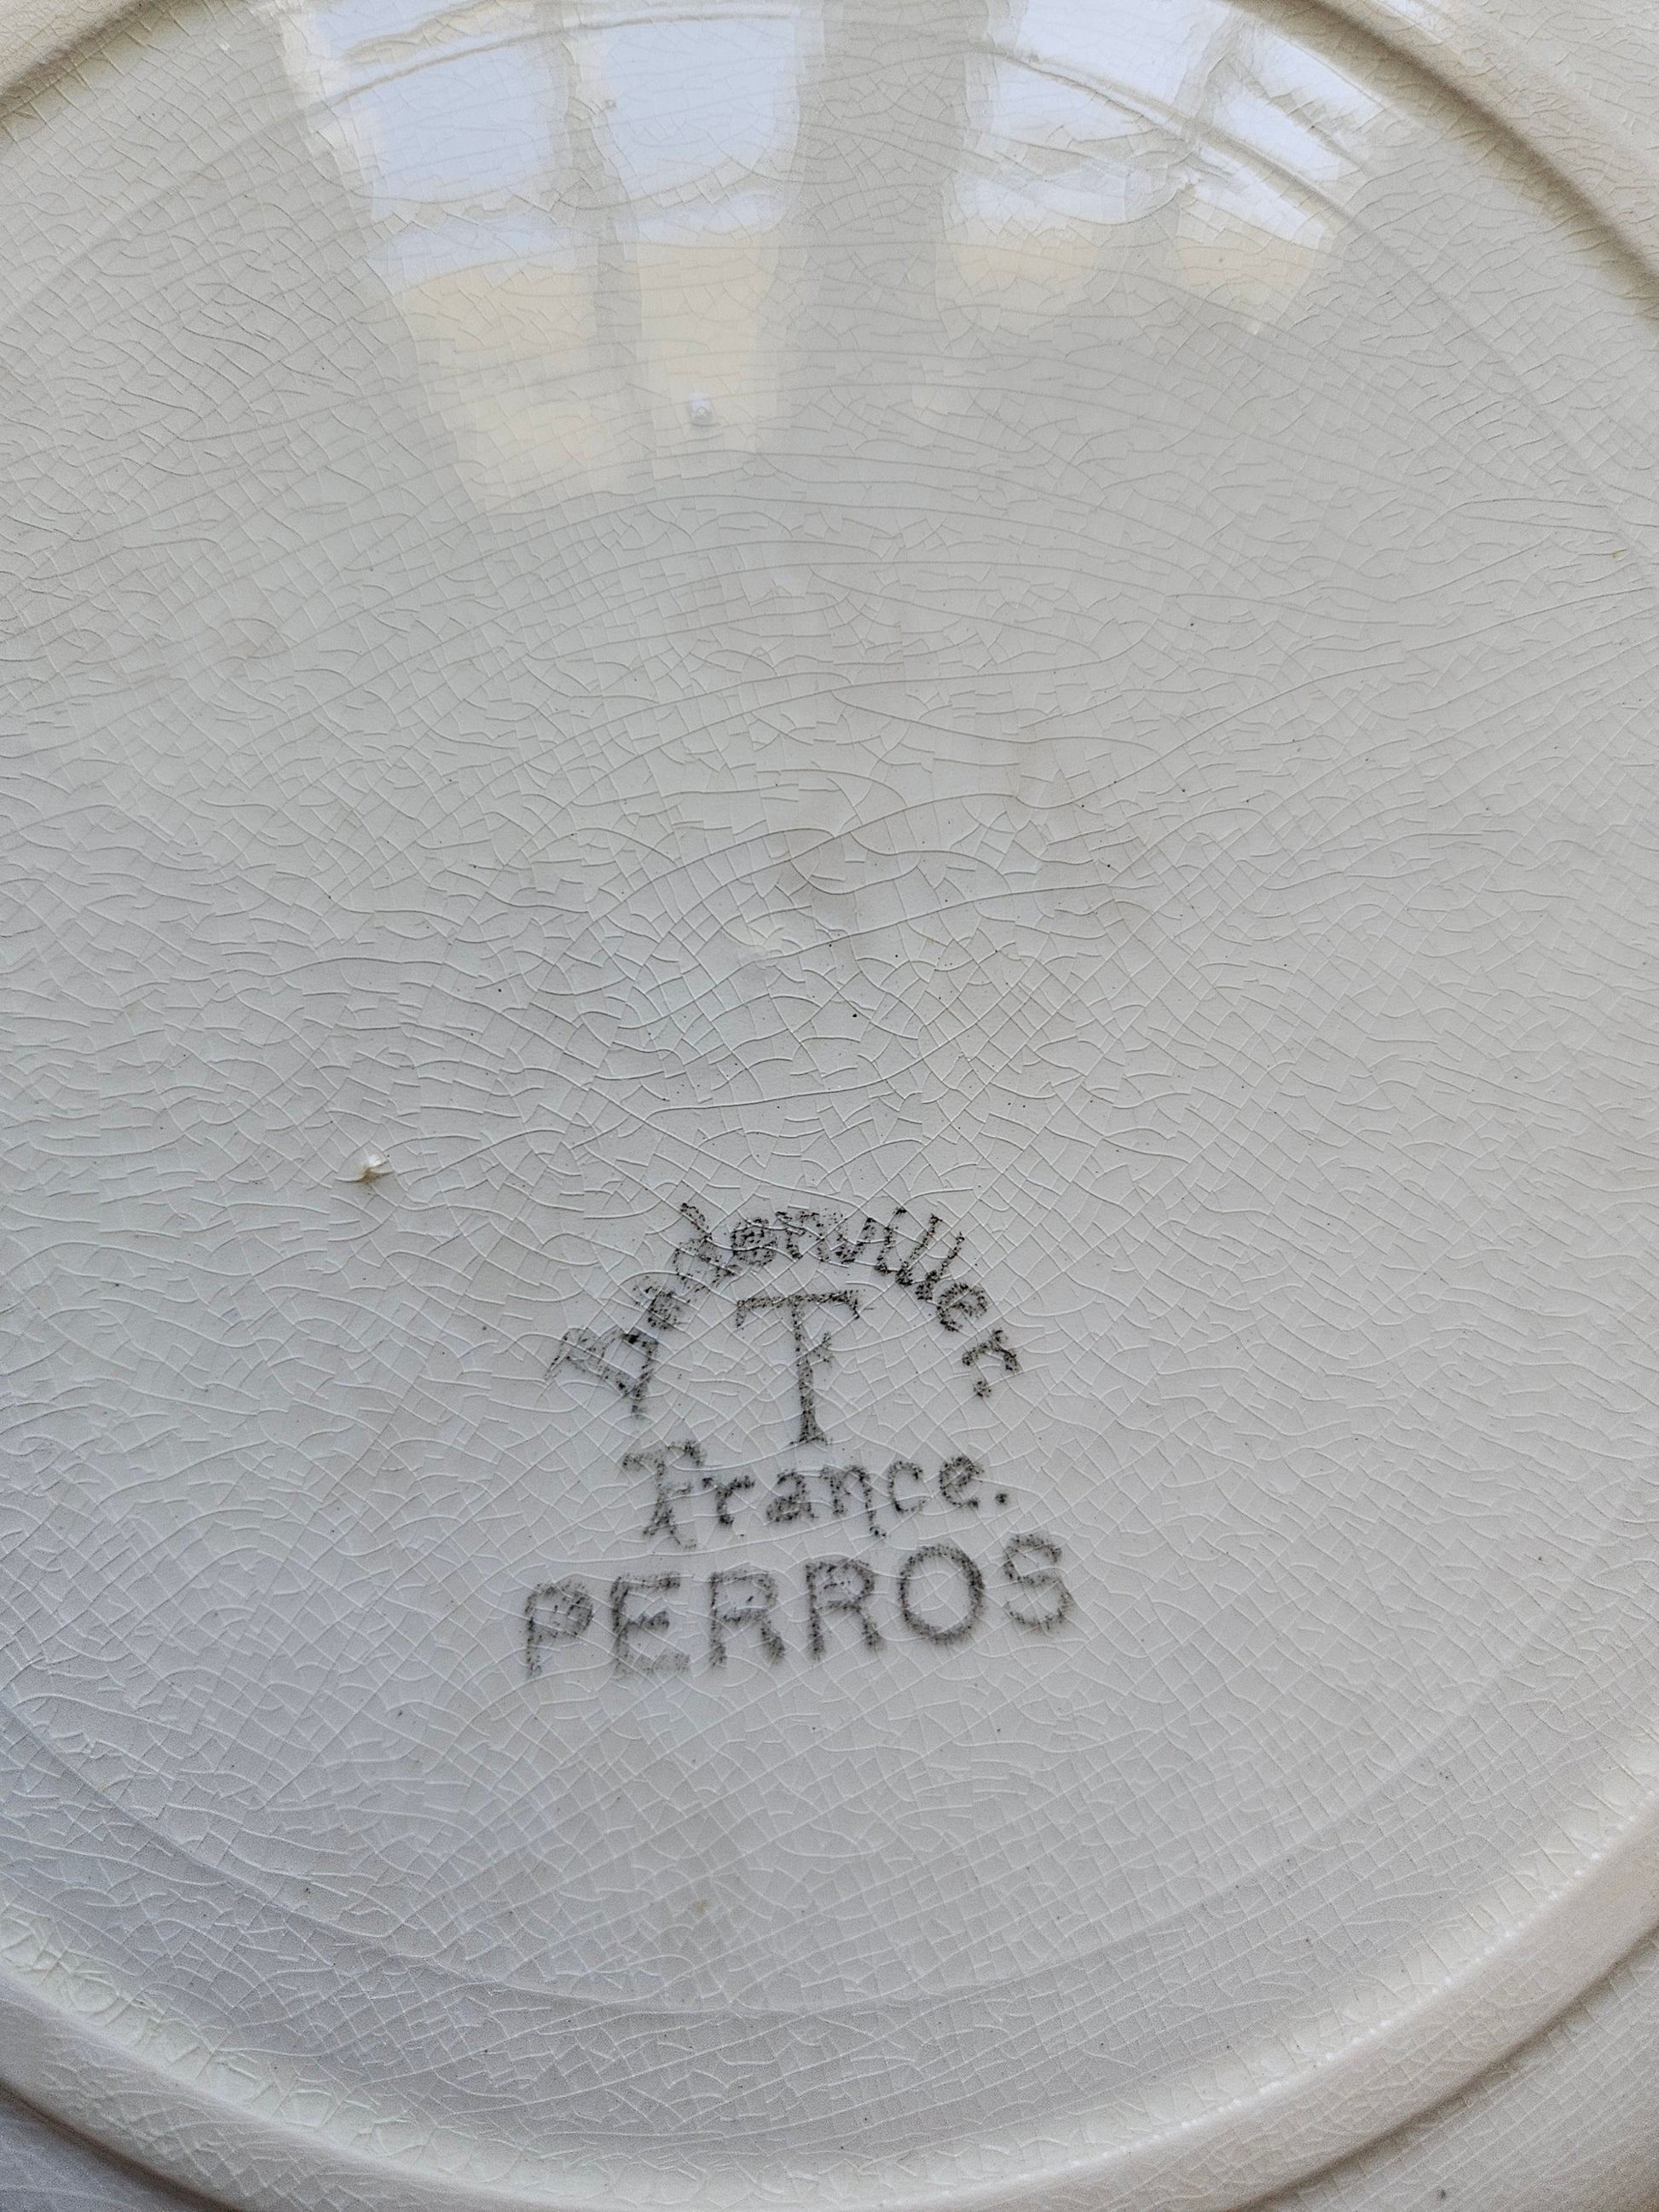 Badonviller.
T
France.
PERROS